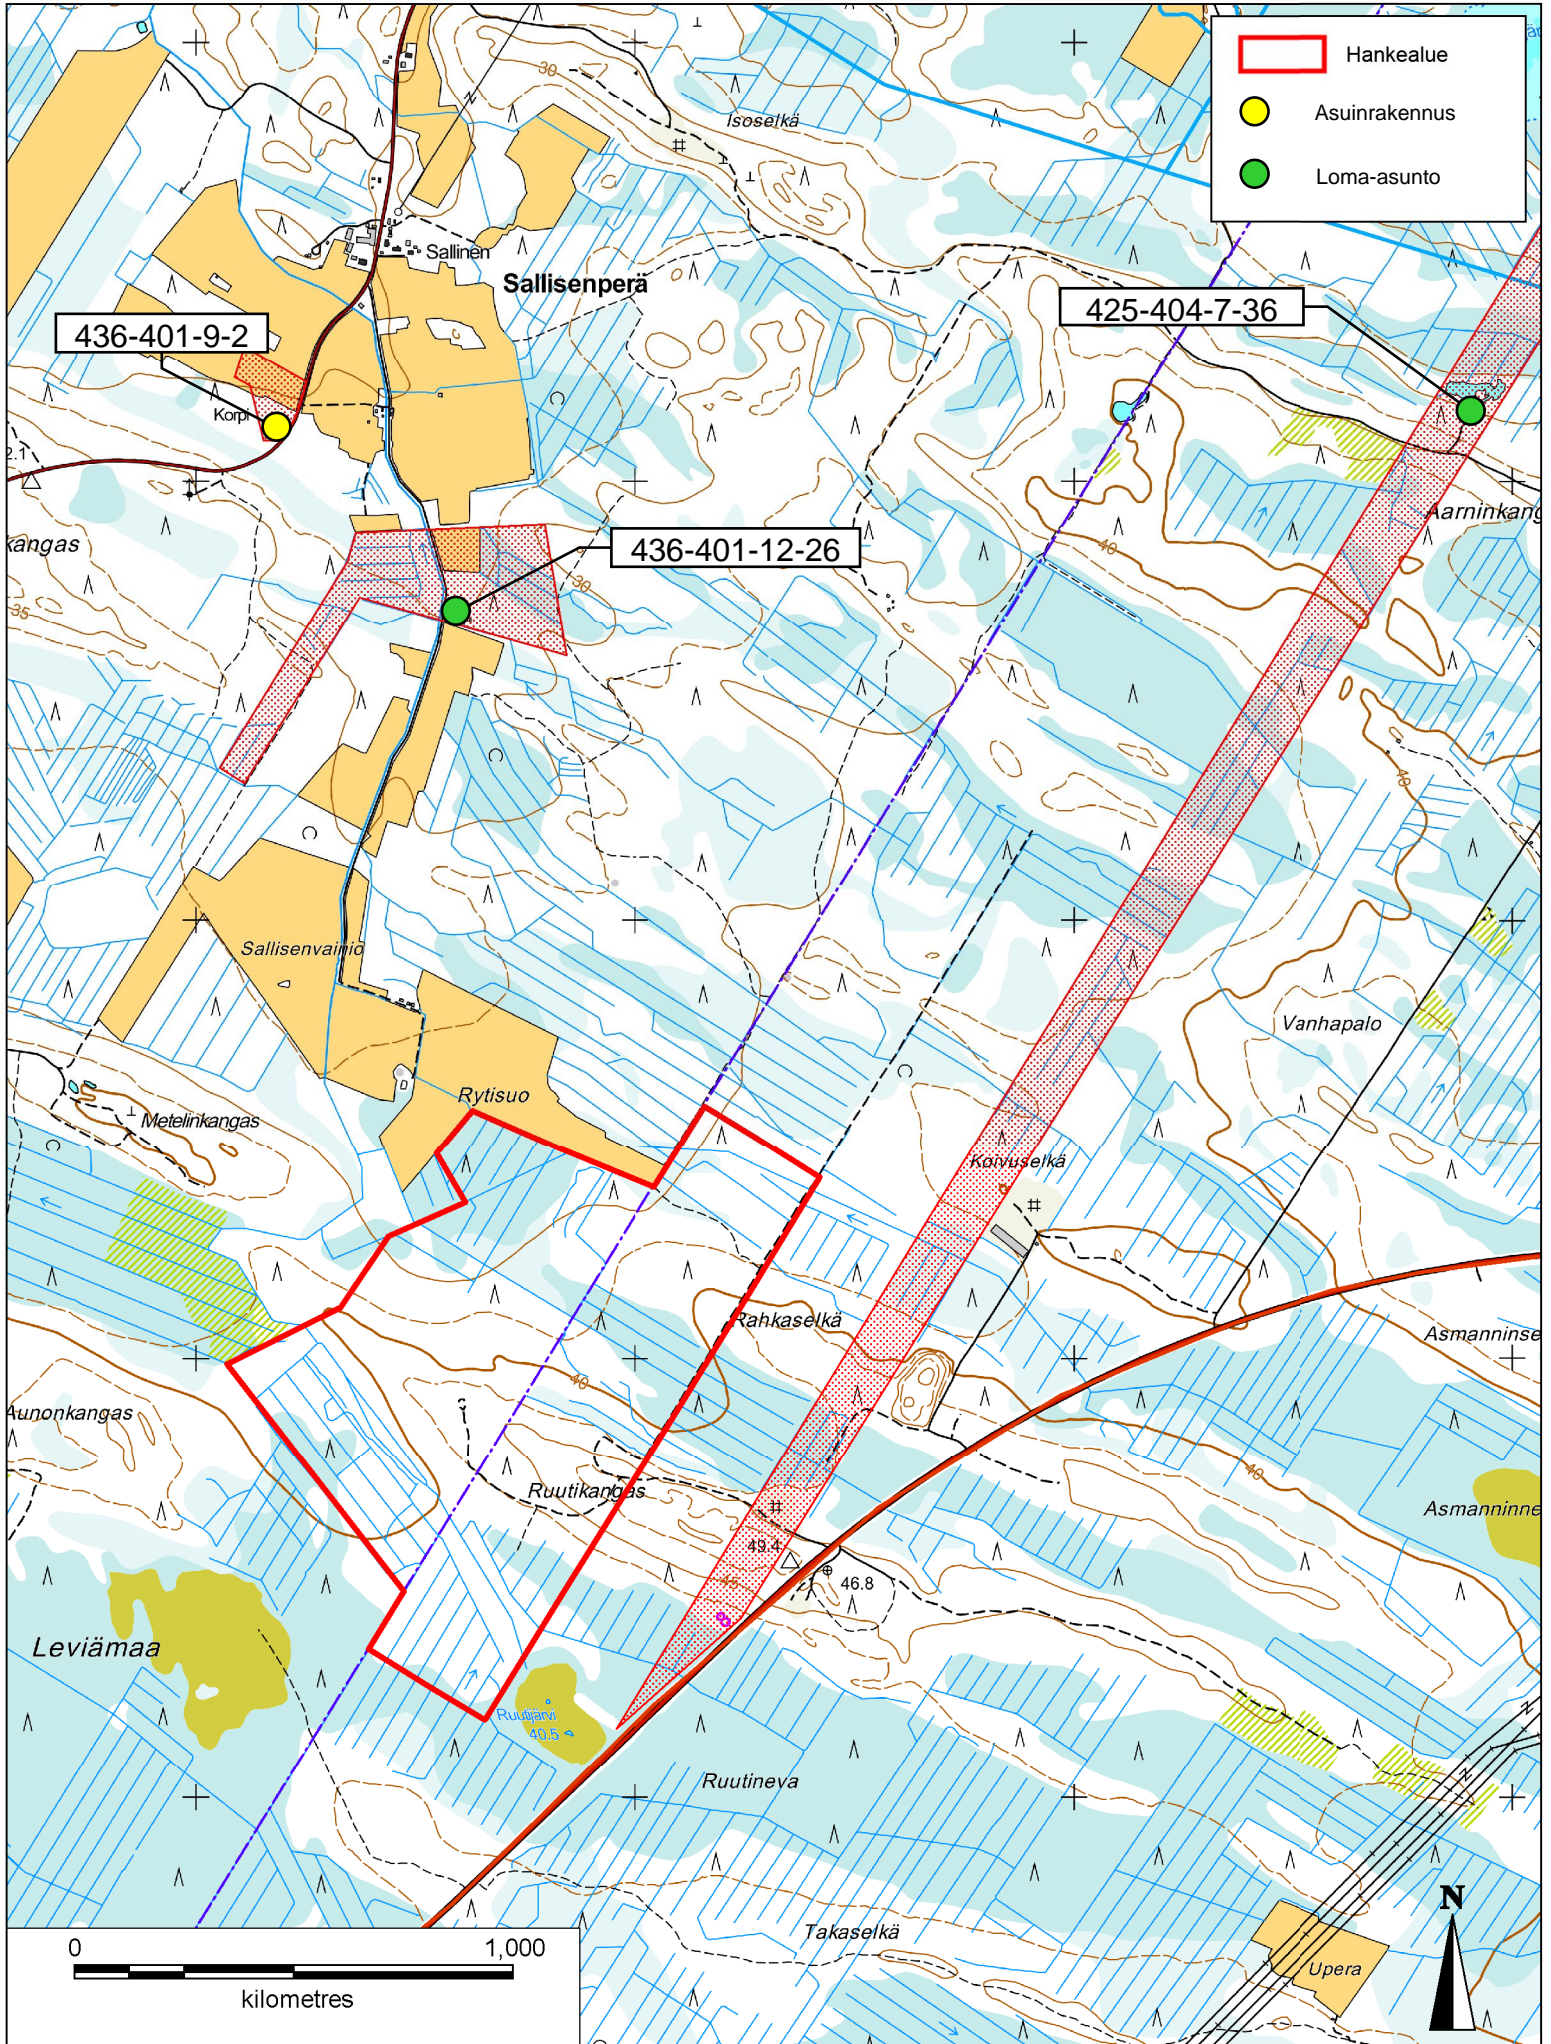 Hankealue
Asuinrakennus
Loma-asunto
30
Isoselkä
Sallinen
Sallisenperä
436-401-9-2
425-404-7-36
Korpi
2.1
436-401-12-26
Aarninkang
kangas
40
30
35
40
Sallisenvainio
Vanhapalo
Rytisuo
Metelinkangas
Koivuselkä
Rahkaselkä
Asmanninse
40
Aunonkangas
40
Ruutikangas
Asmanninne
49.4
45
46.8
Leviämaa
Ruutijärvi
40.5
Ruutineva
Takaselkä
Upera
N
0 1,000
kilometres